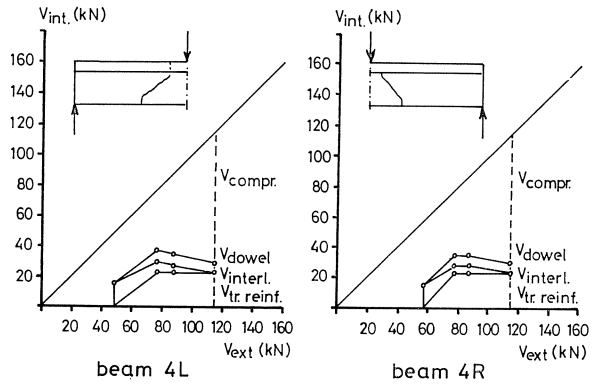 Vint. (kN)
160
140
120
100
80
60
40
20
0
20 40 60 80 100 120 140 160
Vext (kN)
Vcompr.
Vdowel
Vinterl.
Vtr reinf.
beam 4L
Vint. (kN)
160
140
120
100
80
60
40
20
0
20 40 60 80 100 120 140 160
Vext (kN)
Vcompr.
Vdowel
Vinterl.
Vtr reinf.
beam 4R